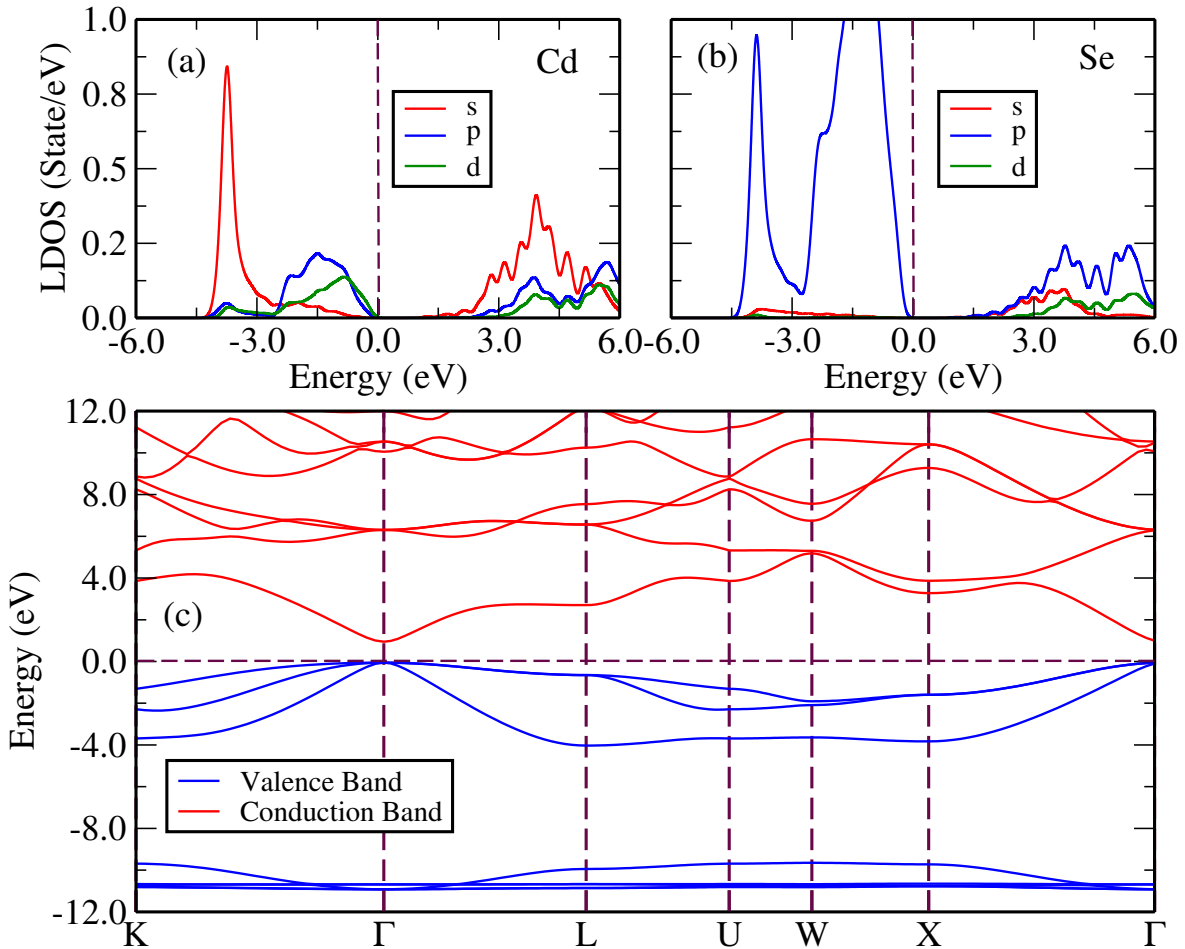 (a) Cd
(b) Se
LDOS (State/eV)
1.0
0.8
0.5
0.2
0.0
s
p
d
s
p
d
-6.0 -3.0 0.0 3.0 6.0
-6.0 -3.0 0.0 3.0 6.0
Energy (eV)
Energy (eV)
12.0
8.0
4.0
0.0
-4.0
-8.0
-12.0
Energy (eV)
(c)
Valence Band
Conduction Band
K Γ L U W X Γ